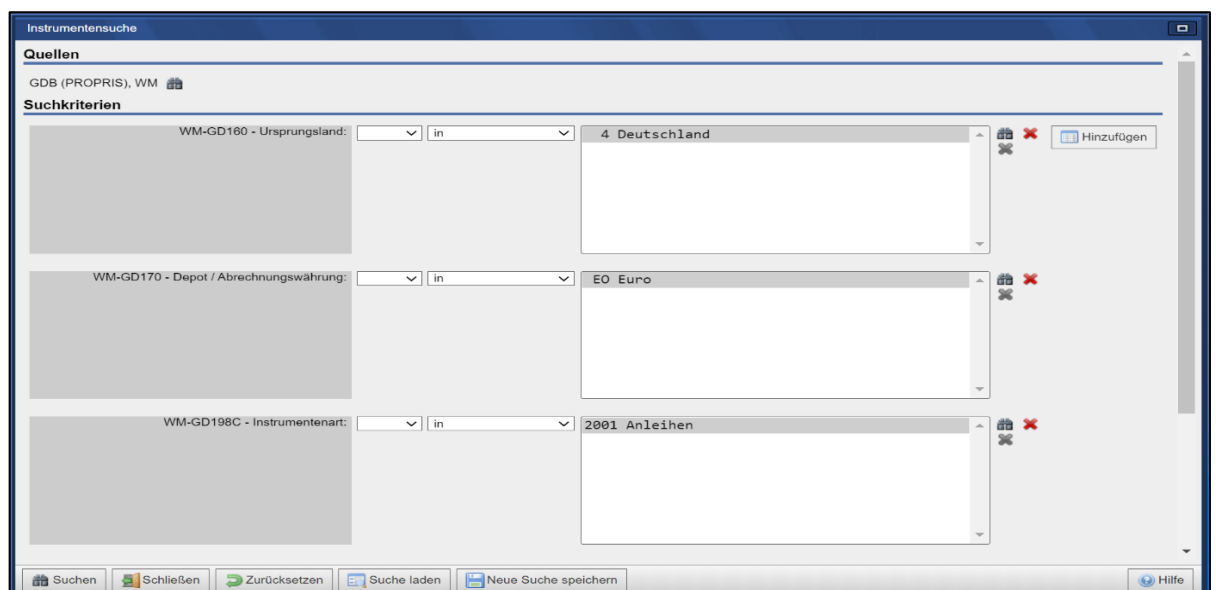 Instrumentensuche
Quellen
GDB (PROPRIS), WM
Suchkriterien
WM-GD160 - Ursprungsland: in 4 Deutschland Hinzufügen
WM-GD170 - Depot / Abrechnungswährung: in EO Euro
WM-GD198C - Instrumentenart: in 2001 Anleihen
Suchen Schließen Zurücksetzen Suche laden Neue Suche speichern Hilfe